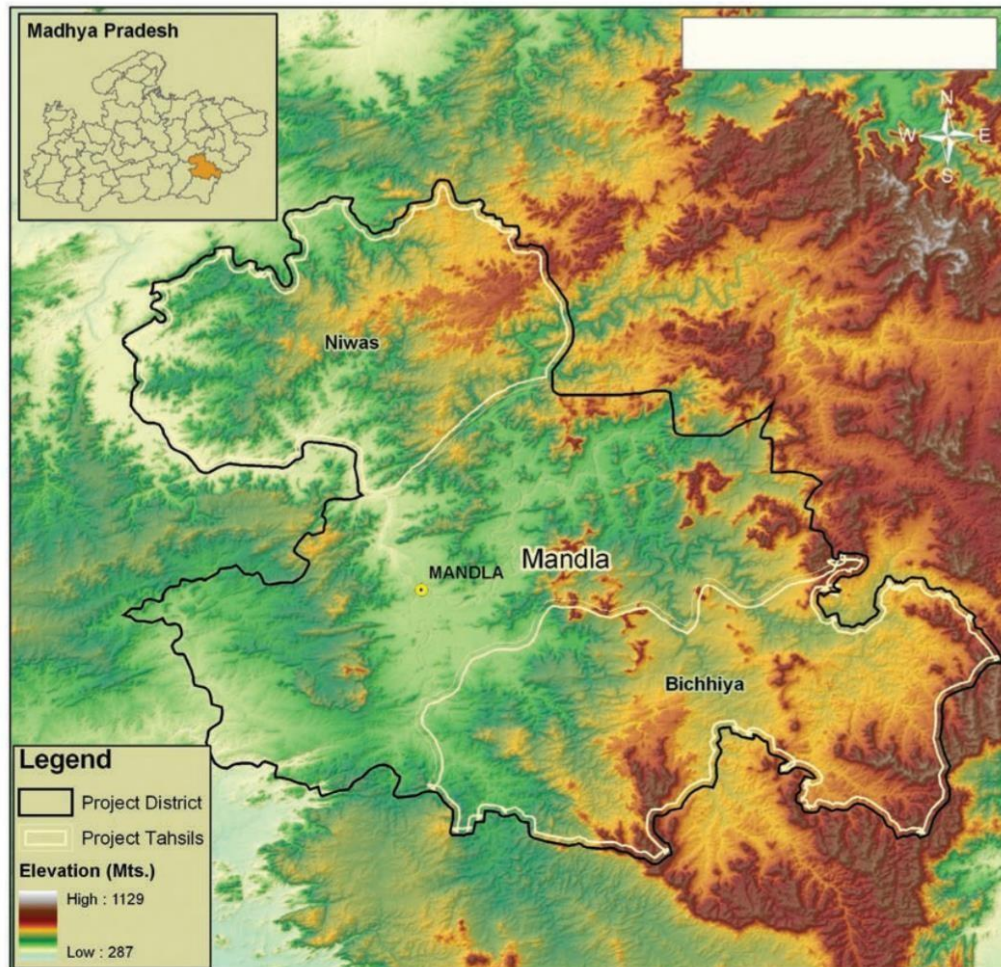 Madhya Pradesh
N
W E
S
Niwas
MANDLA
Mandla
Bichhiya
Legend
Project District
Project Tahsils
Elevation (Mts.)
High : 1129
Low : 287